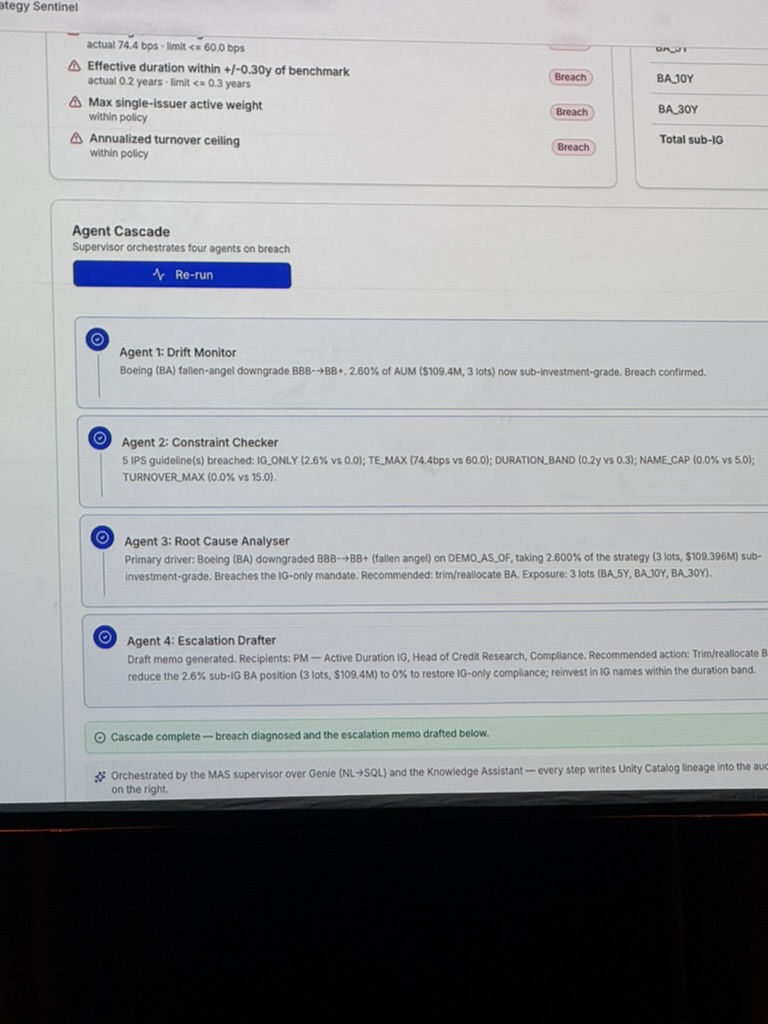 ategy Sentinel
actual 74.4 bps · limit <= 60.0 bps
Effective duration within +/-0.30y of benchmark
actual 0.2 years · limit <= 0.3 years
Breach
Max single-issuer active weight
within policy
Breach
Annualized turnover ceiling
within policy
Breach
BA_10Y
BA_30Y
Total sub-IG
Agent Cascade
Supervisor orchestrates four agents on breach
Re-run
Agent 1: Drift Monitor
Boeing (BA) fallen-angel downgrade BBB-→BB+. 2.60% of AUM ($109.4M, 3 lots) now sub-investment-grade. Breach confirmed.
Agent 2: Constraint Checker
5 IPS guideline(s) breached: IG_ONLY (2.6% vs 0.0); TE_MAX (74.4bps vs 60.0); DURATION_BAND (0.2y vs 0.3); NAME_CAP (0.0% vs 5.0);
TURNOVER_MAX (0.0% vs 15.0).
Agent 3: Root Cause Analyser
Primary driver: Boeing (BA) downgraded BBB-→BB+ (fallen angel) on DEMO_AS_OF, taking 2.600% of the strategy (3 lots, $109.396M) sub-
investment-grade. Breaches the IG-only mandate. Recommended: trim/reallocate BA. Exposure: 3 lots (BA_5Y, BA_10Y, BA_30Y).
Agent 4: Escalation Drafter
Draft memo generated. Recipients: PM — Active Duration IG, Head of Credit Research, Compliance. Recommended action: Trim/reallocate B
reduce the 2.6% sub-IG BA position (3 lots, $109.4M) to 0% to restore IG-only compliance; reinvest in IG names within the duration band.
Cascade complete — breach diagnosed and the escalation memo drafted below.
Orchestrated by the MAS supervisor over Genie (NL→SQL) and the Knowledge Assistant — every step writes Unity Catalog lineage into the
on the right.